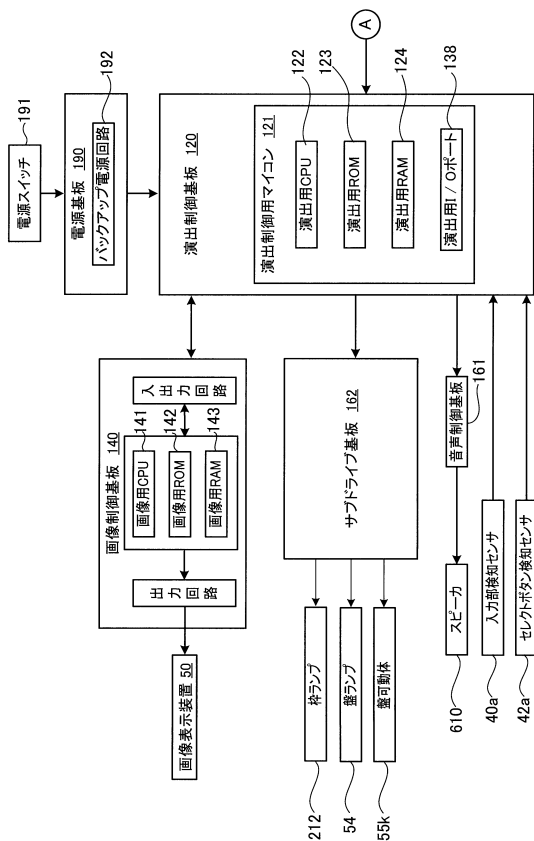 電源スイッチ
191
電源基板 190
バックアップ電源回路
192
演出制御基板 120
演出制御用マイコン 121
演出用CPU
122
演出用ROM
123
演出用RAM
124
演出用I／Oポート
138
A
画像制御基板 140
入出力回路
画像用CPU
141
画像用ROM
142
画像用RAM
143
出力回路
画像表示装置 50
サブドライブ基板 162
枠ランプ
212
盤ランプ
54
盤可動体
55k
音声制御基板
161
スピーカ
610
入力部検知センサ
40a
セレクトボタン検知センサ
42a